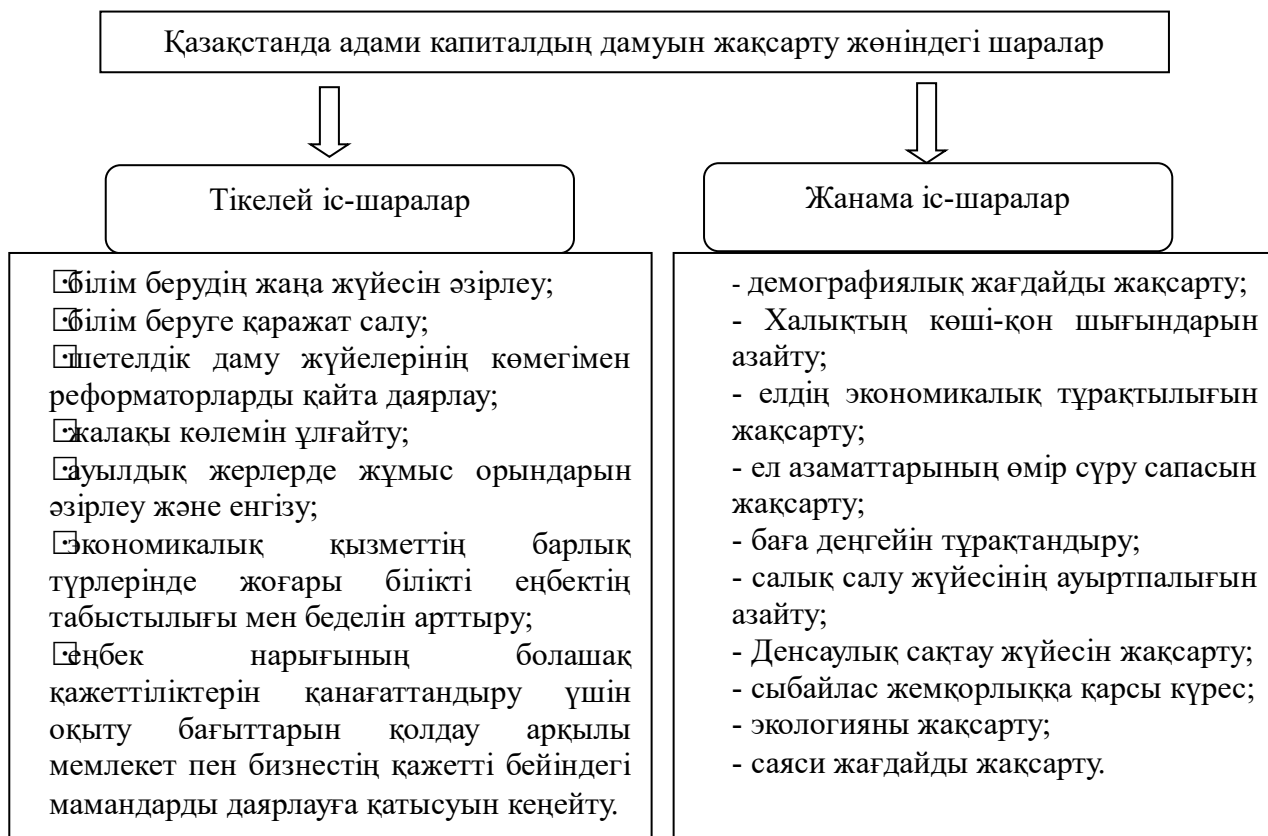 Қазақстанда адами капиталдың дамуын жақсарту жөніндегі шаралар
Тікелей іс-шаралар
білім берудің жаңа жүйесін әзірлеу;
білім беруге қаражат салу;
шетелдік даму жүйелерінің көмегімен
реформаторларды қайта даярлау;
жалақы көлемін ұлғайту;
ауылдық жерлерде жұмыс орындарын
әзірлеу және енгізу;
экономикалық қызметтің барлық
түрлерінде жоғары білікті еңбектің
табыстылығы мен беделін арттыру;
еңбек нарығының болашақ
қажеттіліктерін қанағаттандыру үшін
оқыту бағыттарын қолдау арқылы
мемлекет пен бизнестің қажетті бейіндегі
мамандарды даярлауға қатысуын кеңейту.
Жанама іс-шаралар
- демографиялық жағдайды жақсарту;
- Халықтың көші-қон шығындарын
азайту;
- елдің экономикалық тұрақтылығын
жақсарту;
- ел азаматтарының өмір сүру сапасын
жақсарту;
- баға деңгейін тұрақтандыру;
- салық салу жүйесінің ауыртпалығын
азайту;
- Денсаулық сақтау жүйесін жақсарту;
- сыбайлас жемқорлыққа қарсы күрес;
- экологияны жақсарту;
- саяси жағдайды жақсарту.